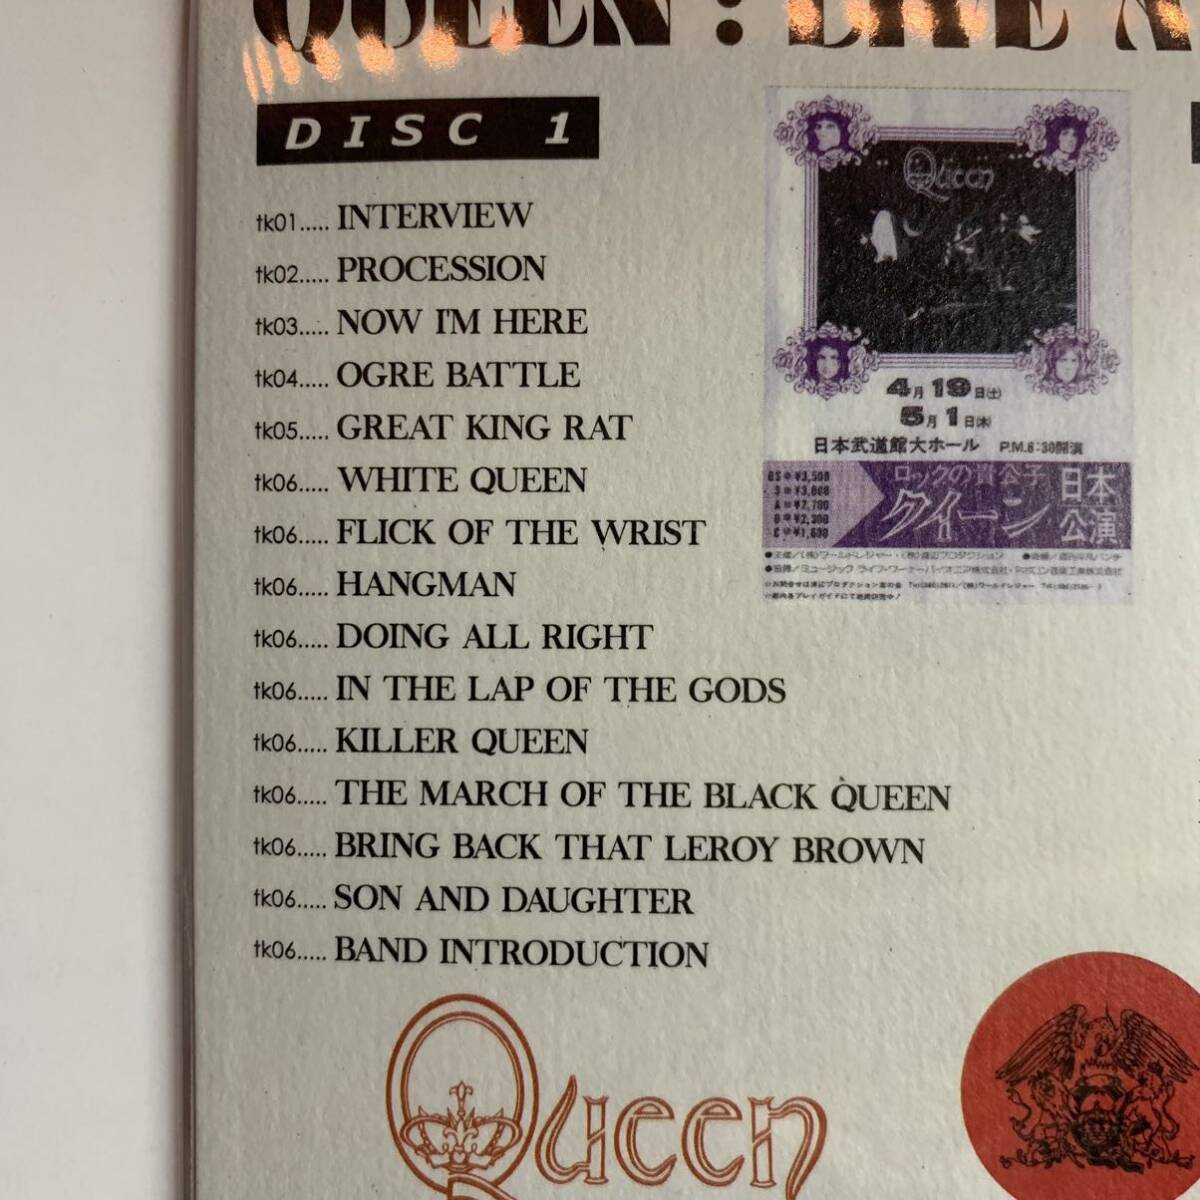 QUEEN : LIVE
DISC 1
tk01..... INTERVIEW
tk02..... PROCESSION
tk03..... NOW I'M HERE
tk04..... OGRE BATTLE
tk05..... GREAT KING RAT
tk06..... WHITE QUEEN
tk06..... FLICK OF THE WRIST
tk06..... HANGMAN
tk06..... DOING ALL RIGHT
tk06..... IN THE LAP OF THE GODS
tk06..... KILLER QUEEN
tk06..... THE MARCH OF THE BLACK QUEEN
tk06..... BRING BACK THAT LEROY BROWN
tk06..... SON AND DAUGHTER
tk06..... BAND INTRODUCTION
Queen
4月19日(土)
5月1日(木)
日本武道館大ホール P.M.6:30開演
ロックの貴公子
クイーン
日本
公演
Queen